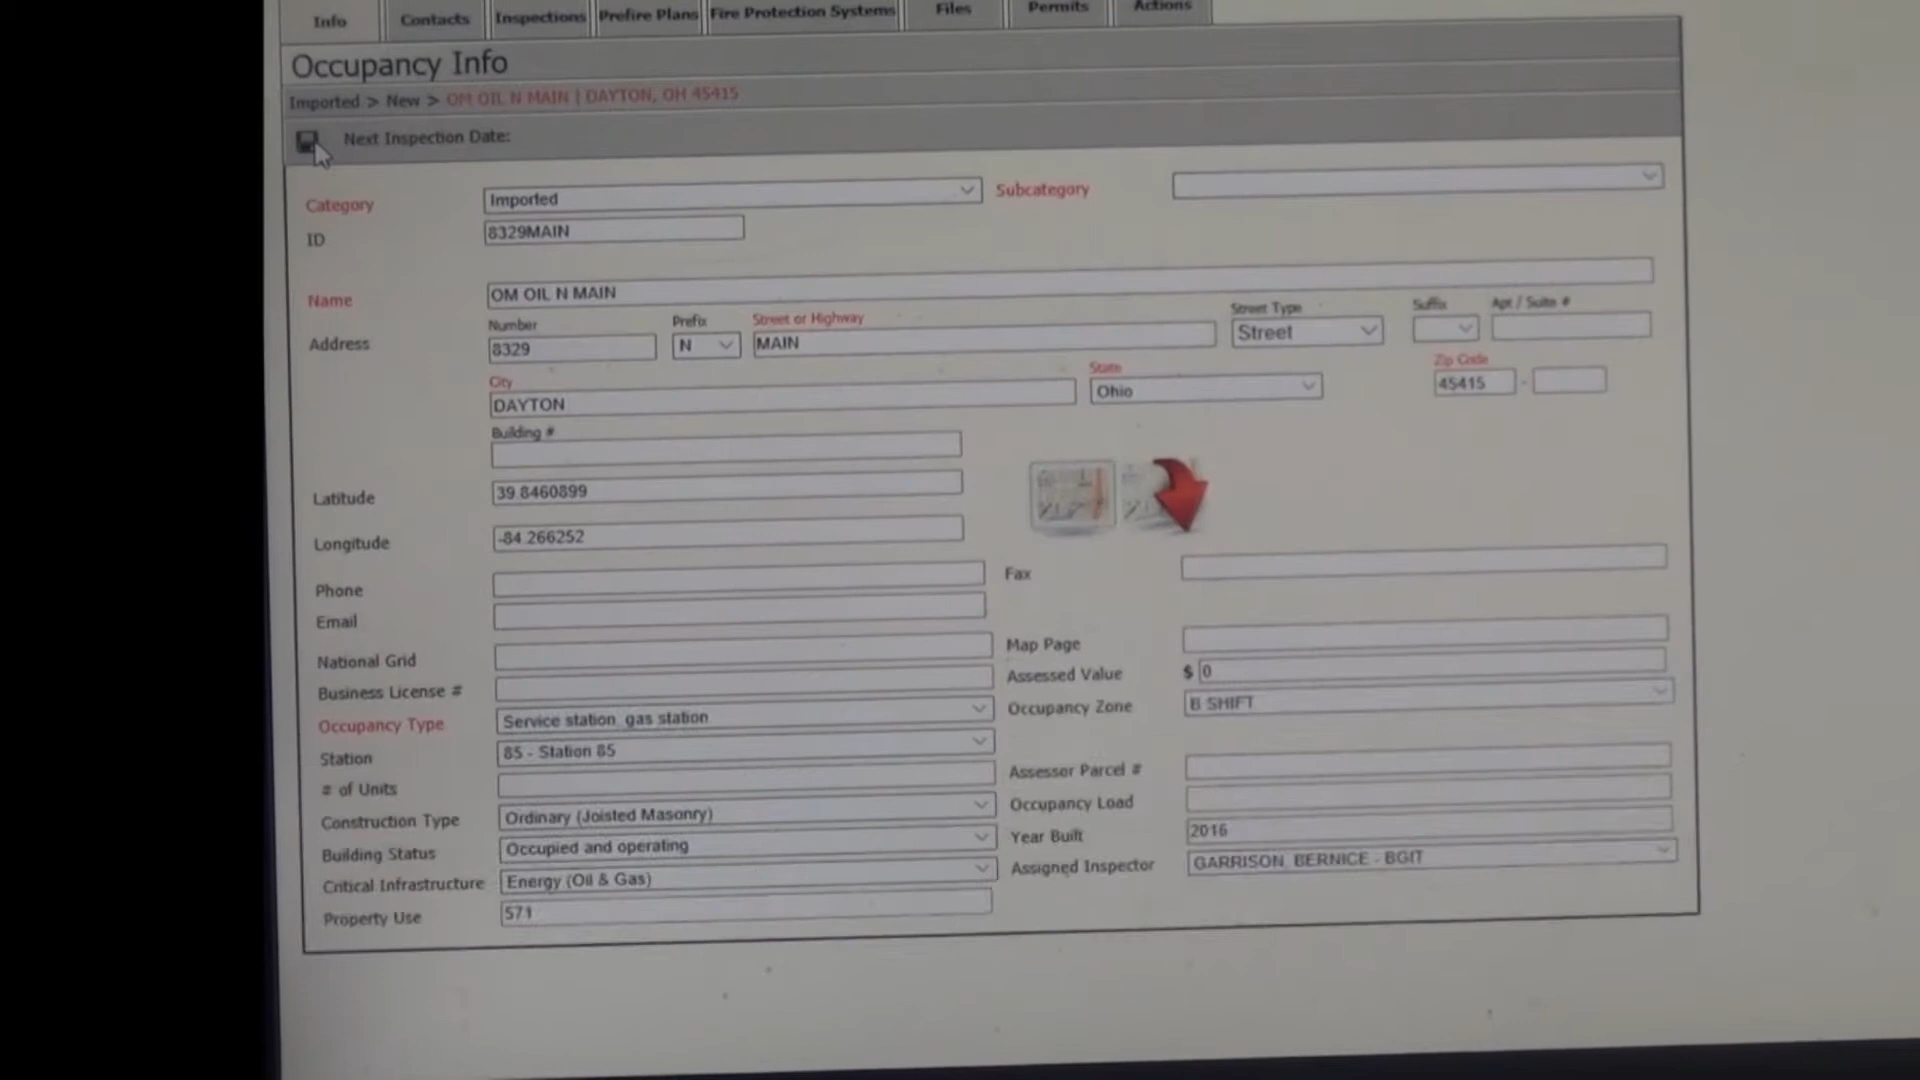 Info Contacts Inspections Prefire Plans Fire Protection Systems Files Permits Actions
Occupancy Info
Imported > New > OM OIL N MAIN | DAYTON, OH 45415
Next Inspection Date:
Category Imported Subcategory
ID 8329MAIN
Name OM OIL N MAIN
Number Prefix Street or Highway Street Type Suffix Apt / Suite #
Address 8329 N MAIN Street
City State Zip Code
DAYTON Ohio 45415 -
Building #
Latitude 39.8460899
Longitude -84.266252
Phone Fax
Email
National Grid Map Page
Business License # Assessed Value $ 0
Occupancy Type Service station, gas station Occupancy Zone B SHIFT
Station 85 - Station 85
# of Units Assessor Parcel #
Construction Type Ordinary (Joisted Masonry) Occupancy Load
Building Status Occupied and operating Year Built 2016
Critical Infrastructure Energy (Oil & Gas) Assigned Inspector GARRISON, BERNICE - BGIT
Property Use 571